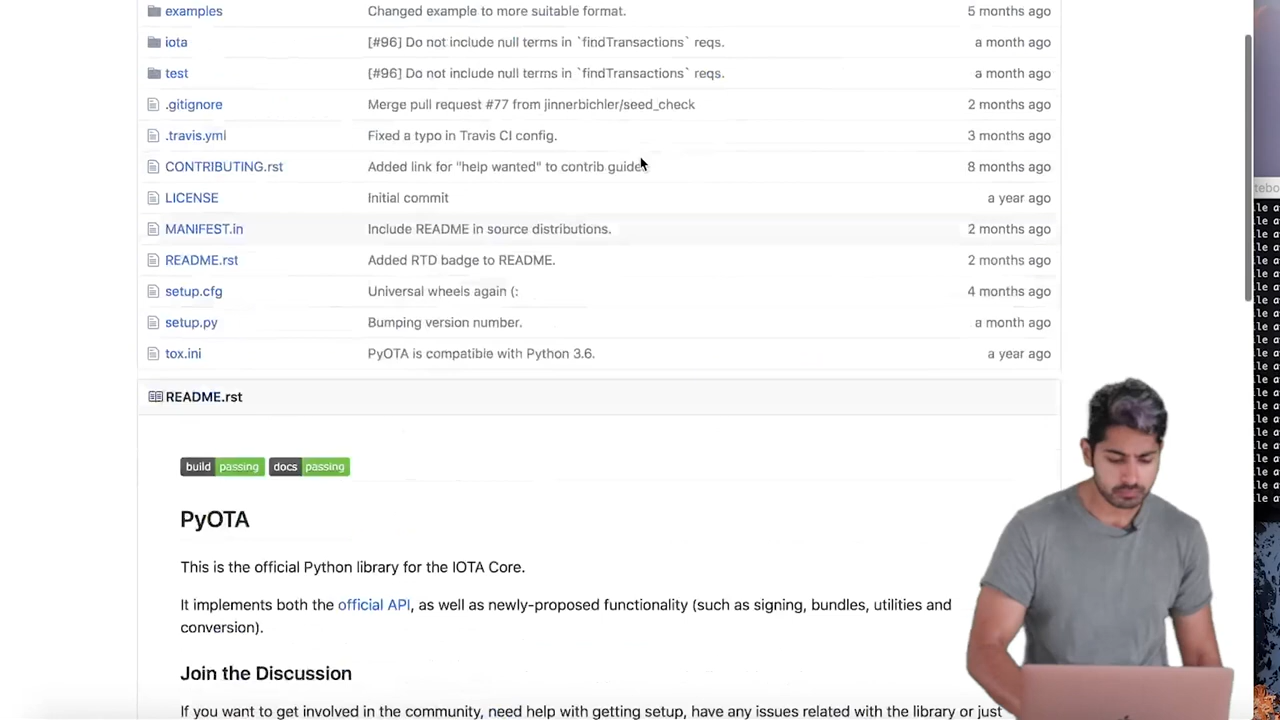 examples Changed example to more suitable format. 5 months ago
iota [#96] Do not include null terms in `findTransactions` reqs. a month ago
test [#96] Do not include null terms in `findTransactions` reqs. a month ago
.gitignore Merge pull request #77 from jinnerbichler/seed_check 2 months ago
.travis.yml Fixed a typo in Travis CI config. 3 months ago
CONTRIBUTING.rst Added link for "help wanted" to contrib guide. 8 months ago
LICENSE Initial commit a year ago
MANIFEST.in Include README in source distributions. 2 months ago
README.rst Added RTD badge to README. 2 months ago
setup.cfg Universal wheels again (: 4 months ago
setup.py Bumping version number. a month ago
tox.ini PyOTA is compatible with Python 3.6. a year ago
README.rst
build passing docs passing
PyOTA
This is the official Python library for the IOTA Core.
It implements both the official API, as well as newly-proposed functionality (such as signing, bundles, utilities and
conversion).
Join the Discussion
If you want to get involved in the community, need help with getting setup, have any issues related with the library or just